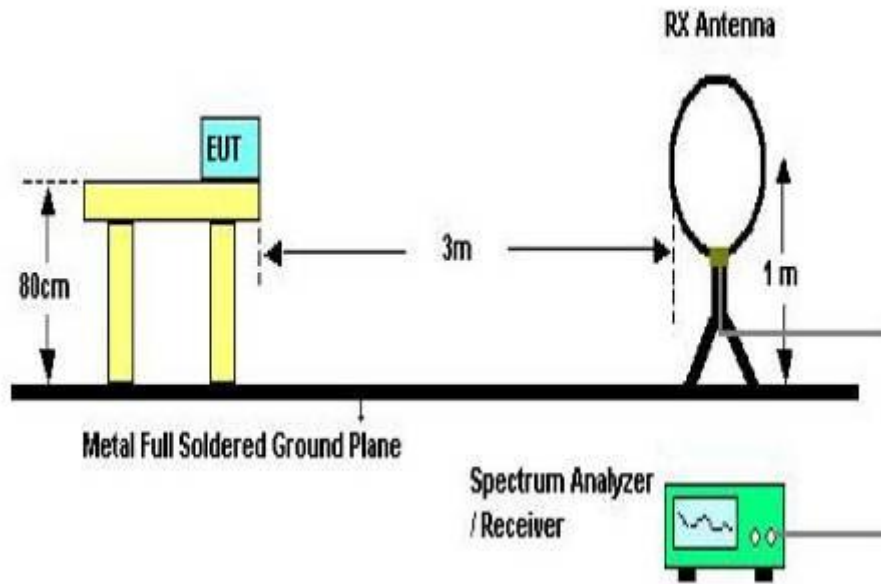 RX Antenna
EUT
3m
80cm
1 m
Metal Full Soldered Ground Plane
Spectrum Analyzer
/ Receiver